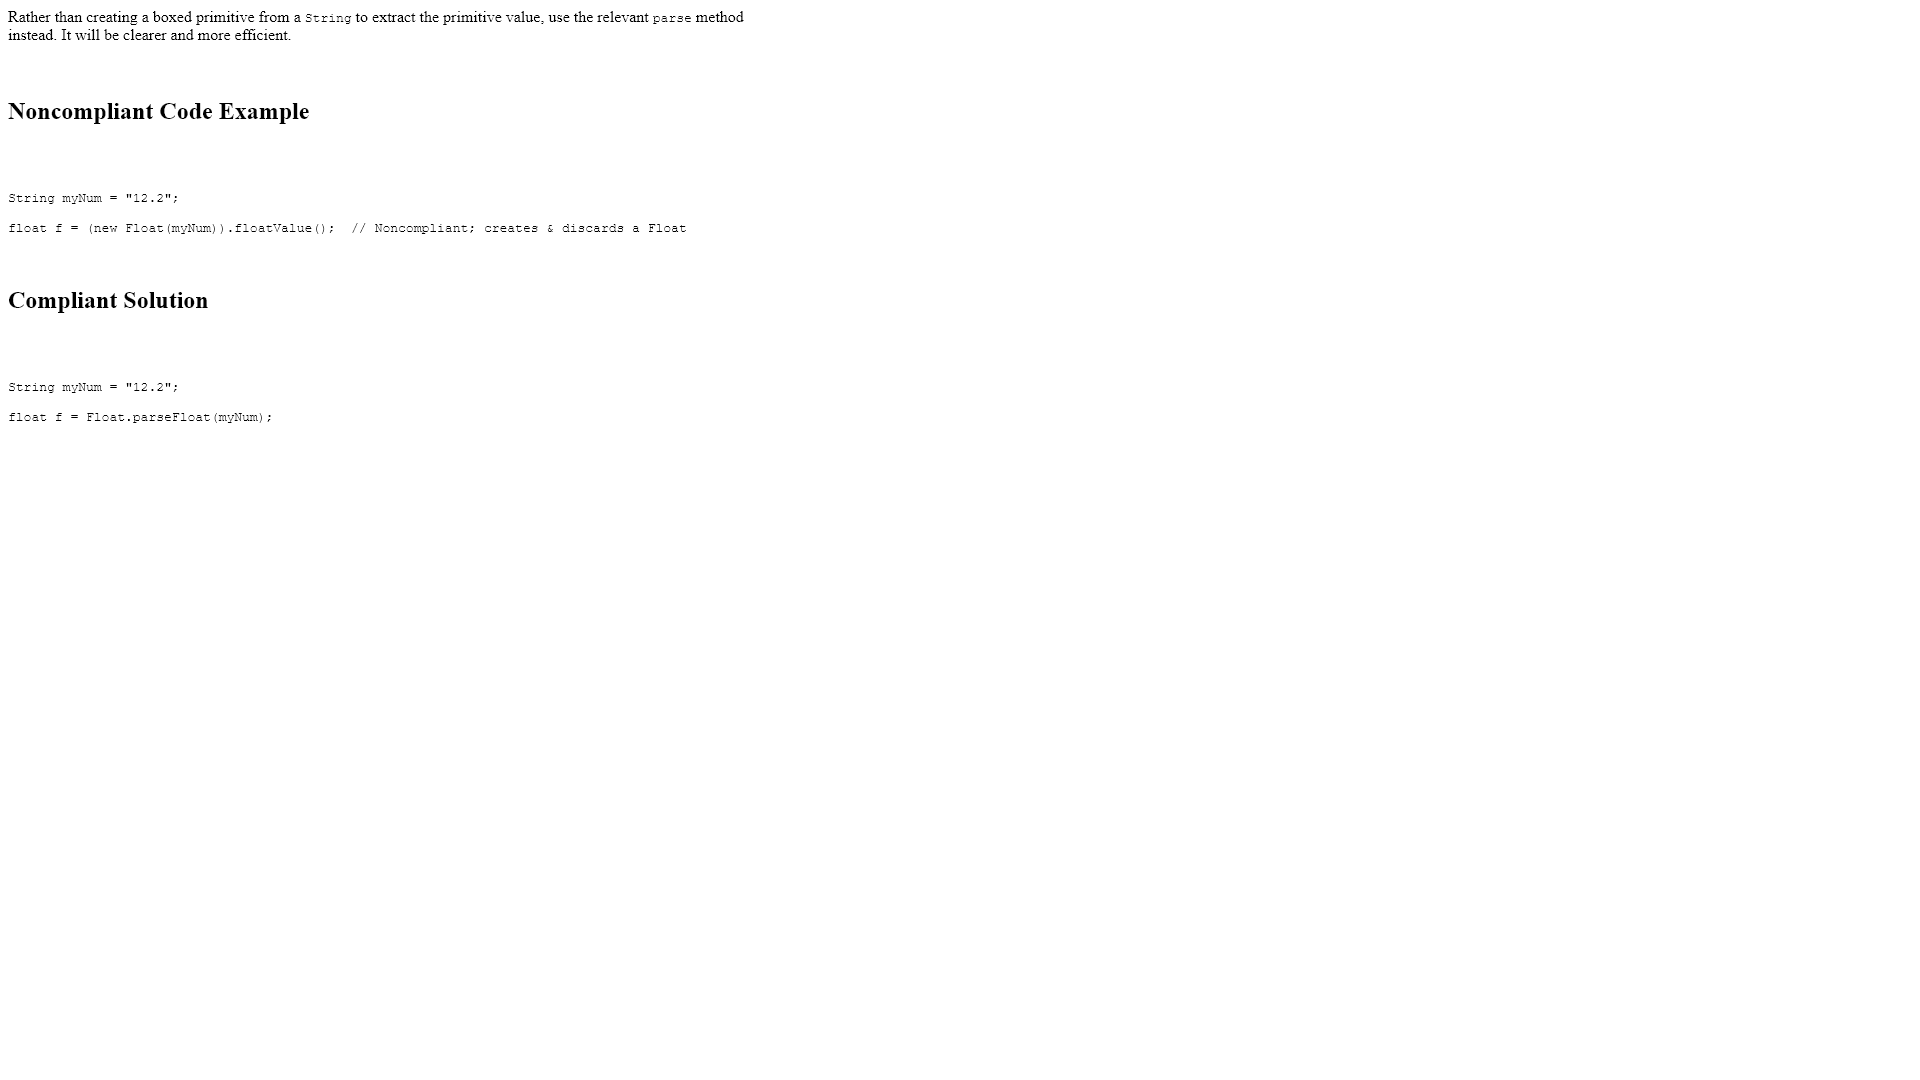 Rather than creating a boxed primitive from a String to extract the primitive value, use the relevant parse method
instead. It will be clearer and more efficient.
Noncompliant Code Example
String myNum = "12.2";
float f = (new Float(myNum)).floatValue();  // Noncompliant; creates & discards a Float
Compliant Solution
String myNum = "12.2";
float f = Float.parseFloat(myNum);